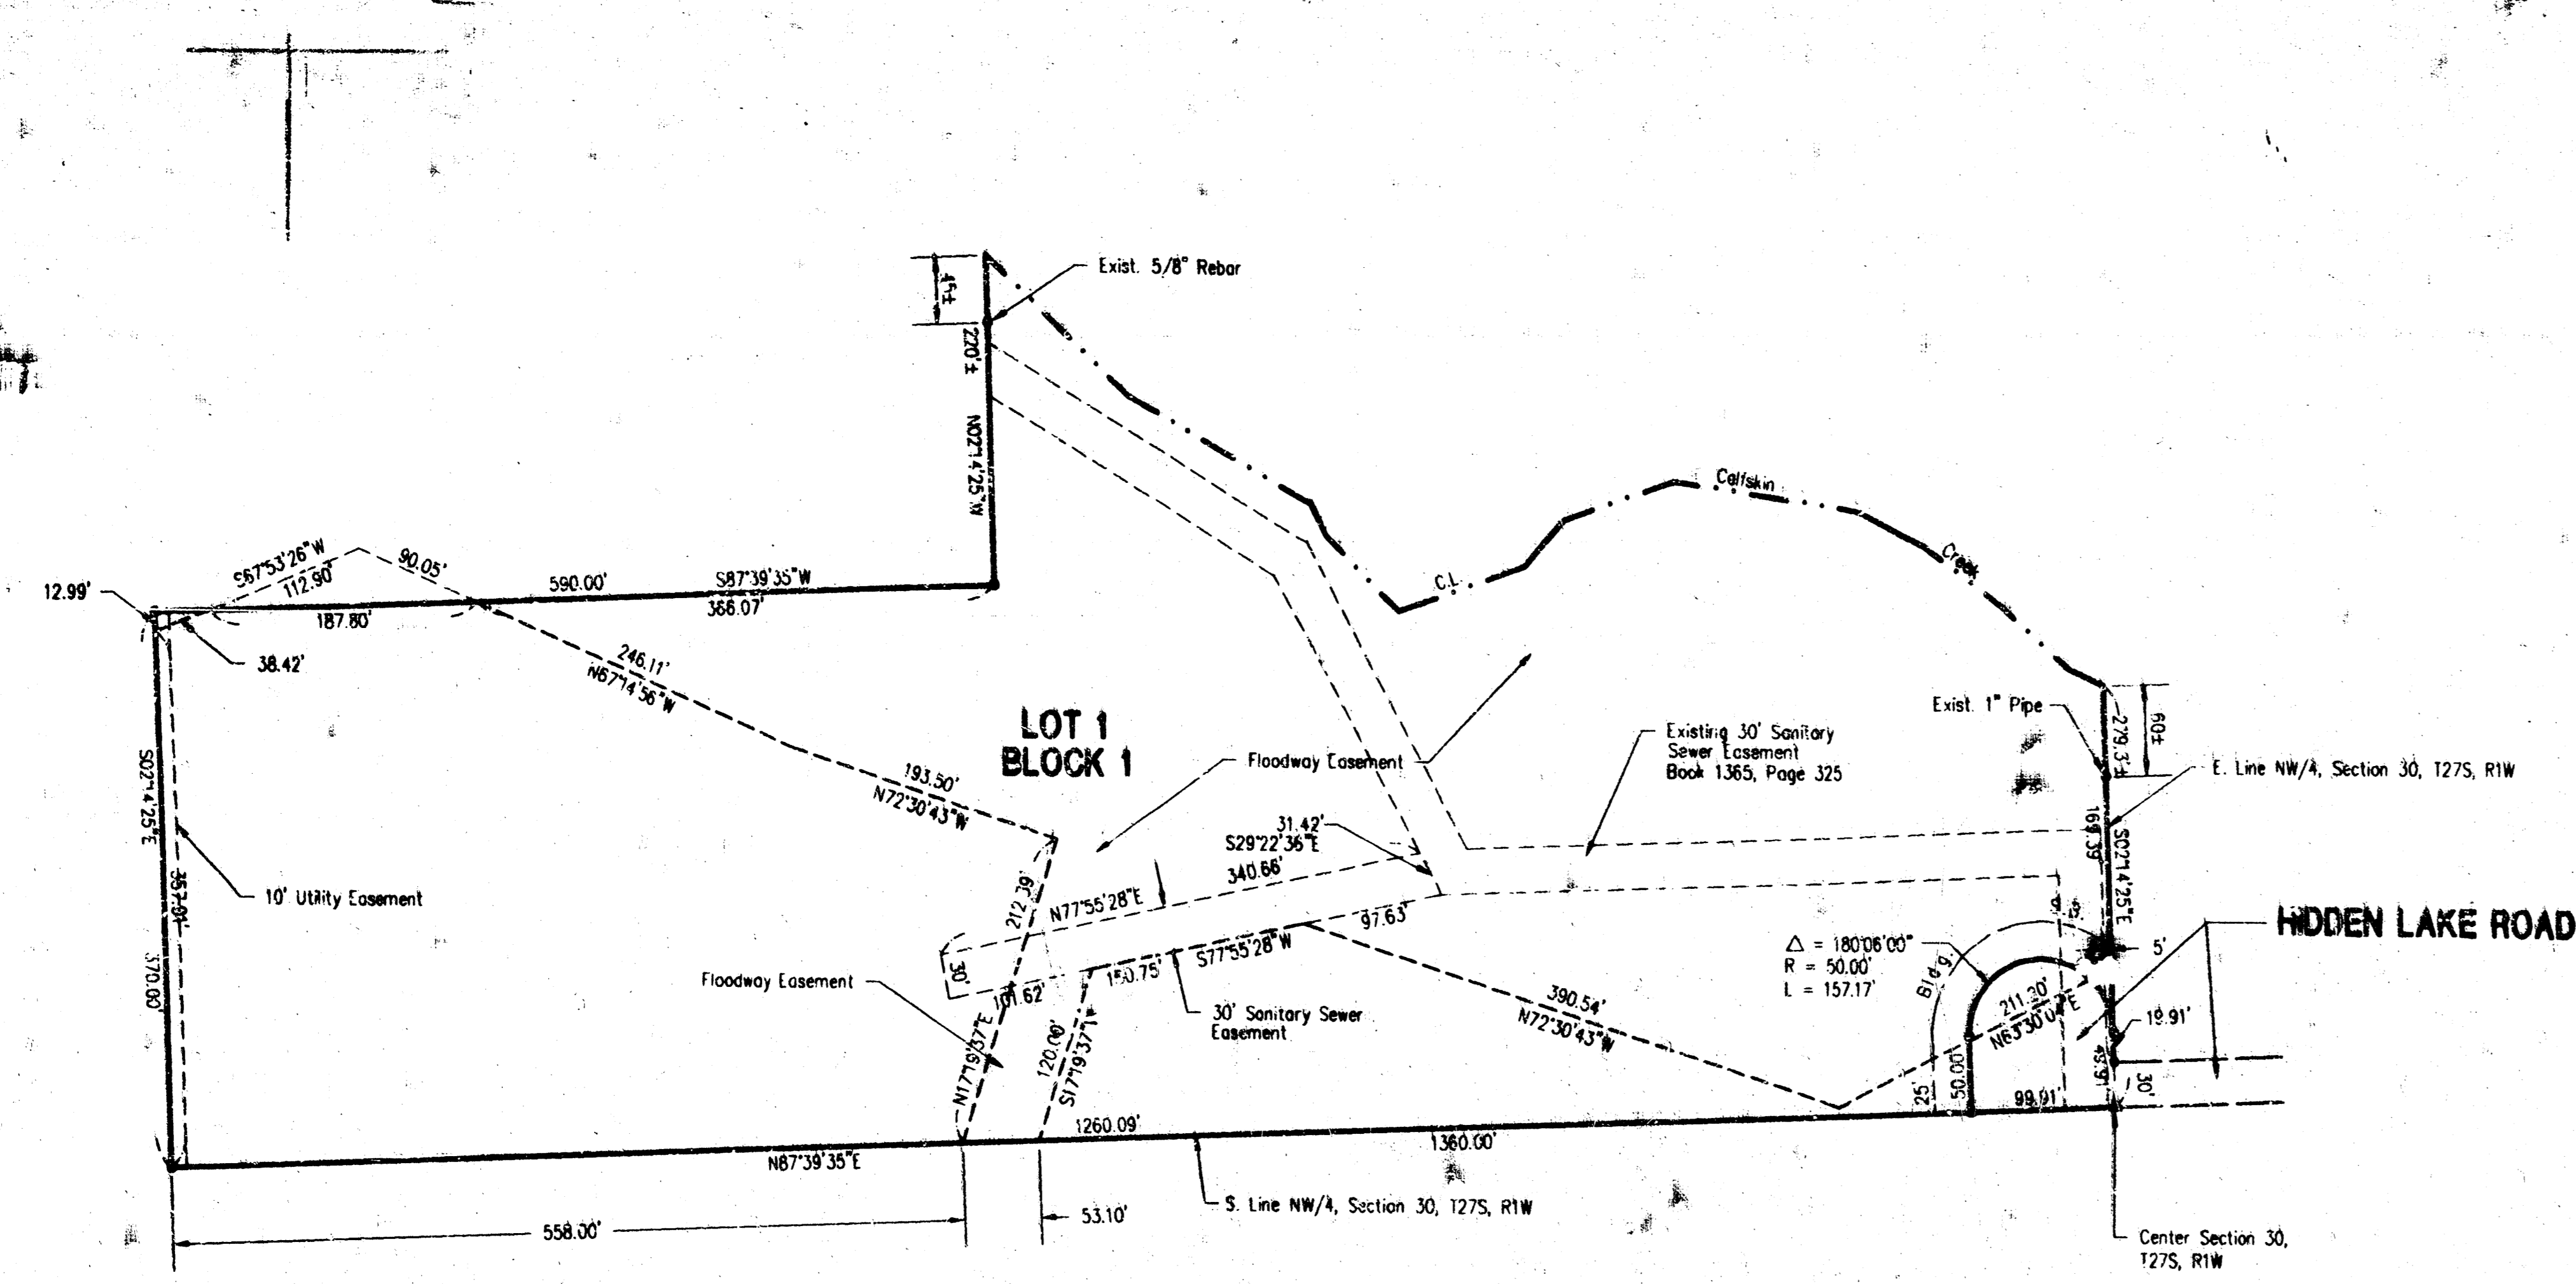 Exist. 5/8" Rebar
45'±
220'±
N02°14'25"W
Calfskin
Creek
C.L.
S67°53'26"W
112.90'
90.05'
590.00'
S87°39'35"W
366.07'
187.80'
12.99'
38.42'
246.11'
N67°14'56"W
193.50'
N72°30'43"W
LOT 1
BLOCK 1
Floodway Easement
Existing 30' Sanitary
Sewer Easement
Book 1365, Page 325
Exist. 1" Pipe
279.3'±
60'±
E. Line NW/4, Section 30, T27S, R1W
169.39'
S02°14'25"E
S02°14'25"E
357.01'
370.00'
10' Utility Easement
31.42'
S29°22'36"E
340.66'
N77°55'28"E
212.39'
97.63'
S77°55'28"W
150.75'
101.62'
30'
Floodway Easement
30' Sanitary Sewer
Easement
N17°19'37"E
120.00'
S17°19'37"W
390.54'
N72°30'43"W
Δ = 180°06'00"
R = 50.00'
L = 157.17'
Bldg.
HIDDEN LAKE ROAD
5'
211.20'
N63°30'04"E
19.91'
49.91'
30'
25'
50.00'
99.91'
1260.09'
1360.00'
N87°39'35"E
558.00'
53.10'
S. Line NW/4, Section 30, T27S, R1W
Center Section 30,
T27S, R1W